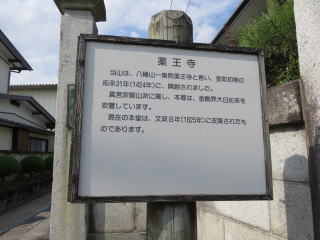 薬王寺
当山は、八幡山一乗院薬王寺と言い、室町初期の
応永31年(1424年)に、開創されました。
真言宗智山派に属し、本尊は、金剛界大日如来を
安置しています。
現在の本堂は、文政8年(1825年)に改築されたも
のであります。